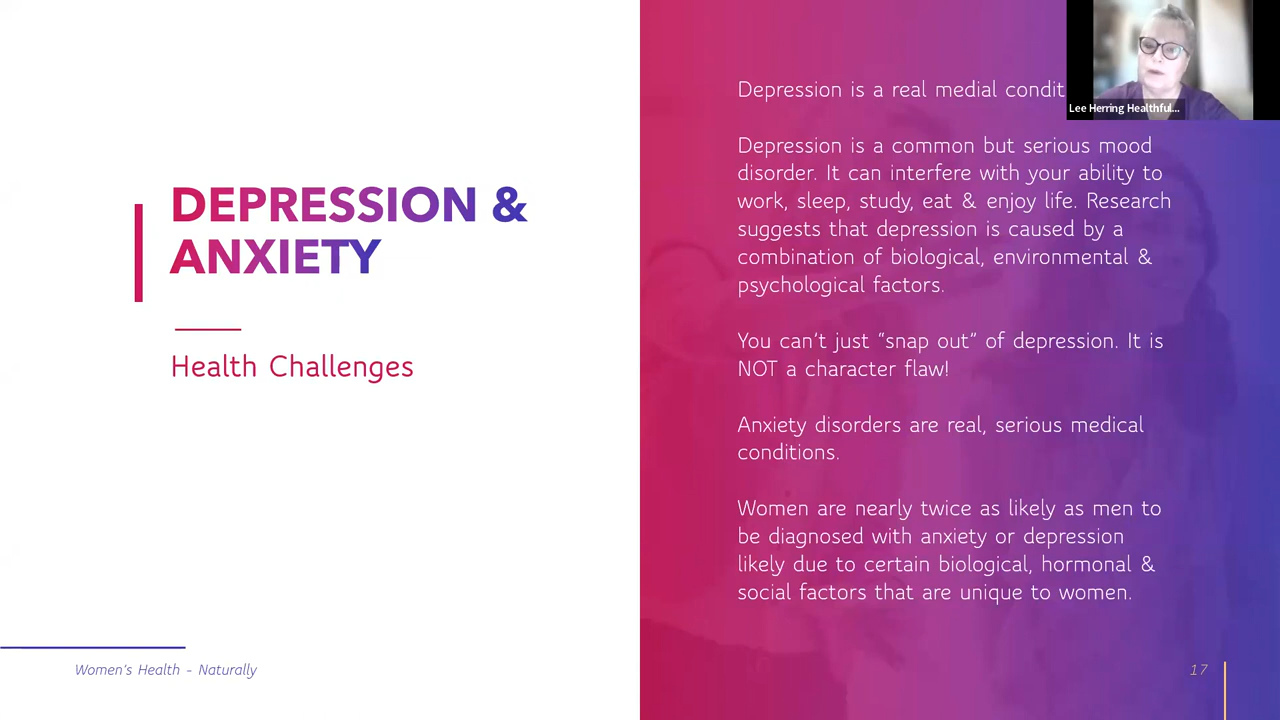 DEPRESSION &
ANXIETY
Health Challenges
Women's Health - Naturally
Depression is a real medial condit
Depression is a common but serious mood
disorder. It can interfere with your ability to
work, sleep, study, eat & enjoy life. Research
suggests that depression is caused by a
combination of biological, environmental &
psychological factors.
You can't just "snap out" of depression. It is
NOT a character flaw!
Anxiety disorders are real, serious medical
conditions.
Women are nearly twice as likely as men to
be diagnosed with anxiety or depression
likely due to certain biological, hormonal &
social factors that are unique to women.
17
Lee Herring Healthful...